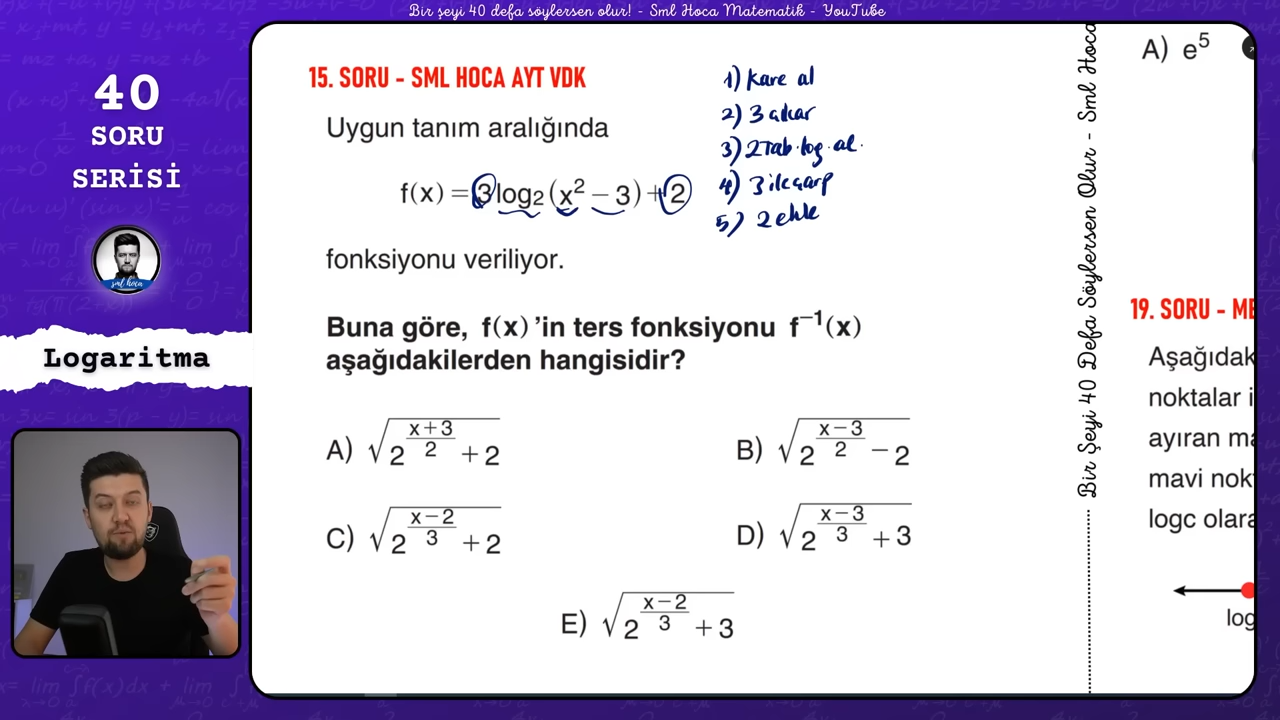 Bir şeyi 40 defa söylersen olur! - Sml Hoca Matematik - YouTube
40
SORU
SERİSİ
sml hoca
Logaritma
15. SORU - SML HOCA AYT VDK
Uygun tanım aralığında
f(x) = 3log₂(x² − 3) + 2
fonksiyonu veriliyor.
Buna göre, f(x) 'in ters fonksiyonu f⁻¹(x)
aşağıdakilerden hangisidir?
A) √(2^((x+3)/2) + 2)
B) √(2^((x−3)/2) − 2)
C) √(2^((x−2)/3) + 2)
D) √(2^((x−3)/3) + 3)
E) √(2^((x−2)/3) + 3)
1) Kare al
2) 3 çıkar
3) 2 Tab. log. al.
4) 3 ile çarp
5) 2 ekle
Bir Şeyi 40 Defa Söylersen Olur - Sml Hoca
A) e⁵
19. SORU - ME
Aşağıdak
noktalar i
ayıran ma
mavi nok
logc olara
log